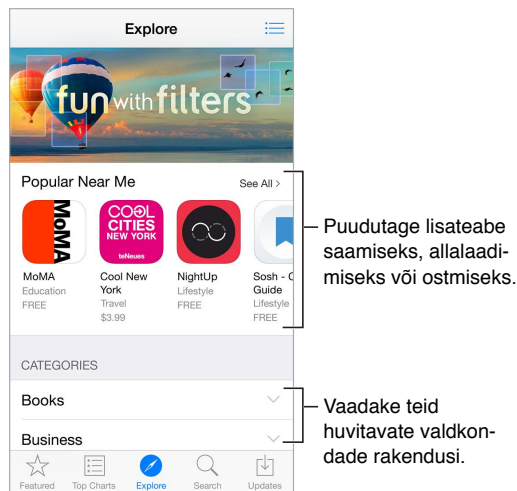 Explore
fun with filters
Popular Near Me
See All >
MoMA
COOL
CITIES
NEW YORK
teNeues
MoMA
Education
FREE
Cool New
York
Travel
$3.99
NightUp
Lifestyle
FREE
Sosh - C
Guide
Lifestyle
FREE
Puudutage lisateabe
saamiseks, allalaadi-
miseks või ostmiseks.
CATEGORIES
Books
Business
Vaadake teid
huvitavate valdkon-
dade rakendusi.
Featured
Top Charts
Explore
Search
Updates